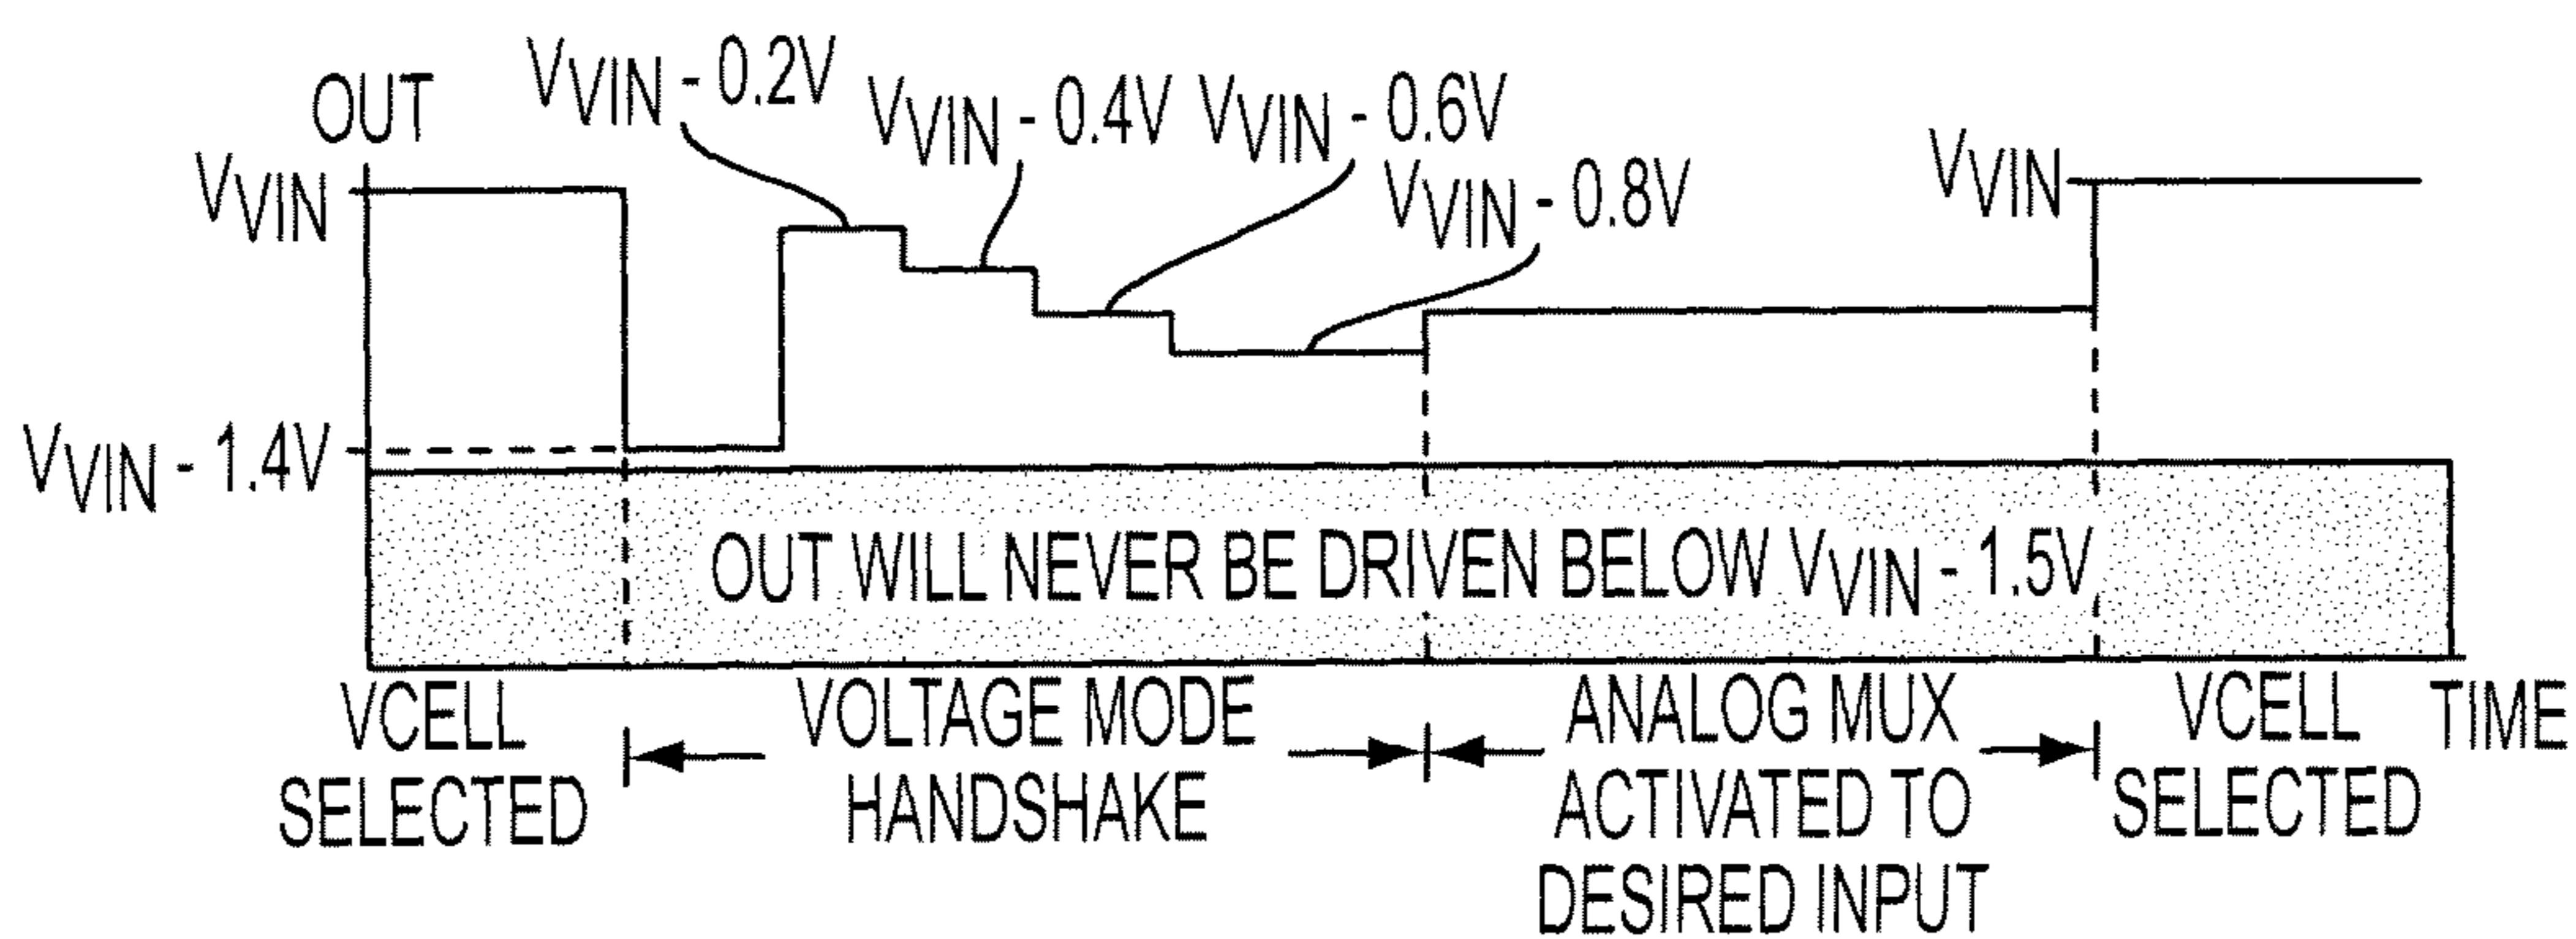 OUT
VVIN - 0.2V
VVIN - 0.4V
VVIN - 0.6V
VVIN - 0.8V
VVIN
VVIN
VVIN - 1.4V
OUT WILL NEVER BE DRIVEN BELOW VVIN - 1.5V
VCELL
SELECTED
VOLTAGE MODE
HANDSHAKE
ANALOG MUX
ACTIVATED TO
DESIRED INPUT
VCELL
SELECTED
TIME